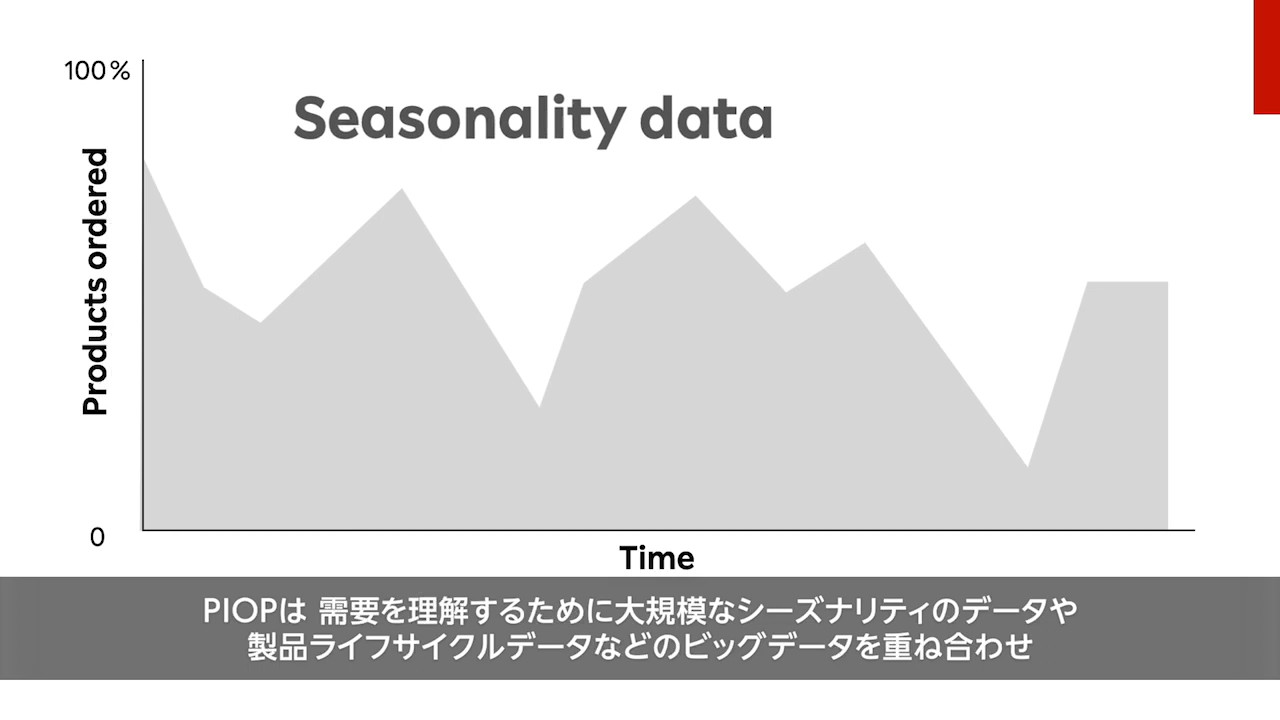 100%
Seasonality data
Products ordered
0
Time
PIOPは 需要を理解するために大規模なシーズナリティのデータや
製品ライフサイクルデータなどのビッグデータを重ね合わせ